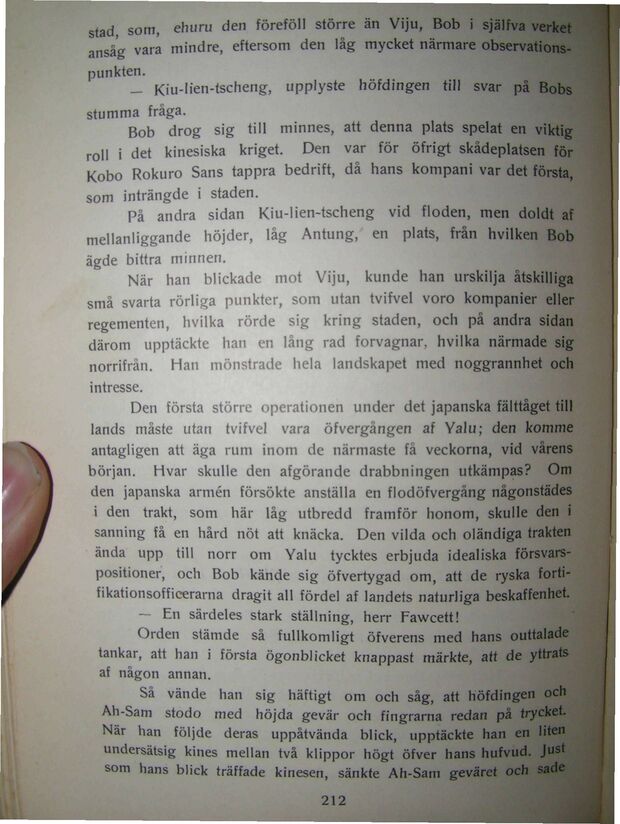 stad, som, ehuru den föreföll större än Viju, Bob i själfva verket
ansåg vara mindre, eftersom den låg mycket närmare observations-
punkten.
— Kiu-lien-tscheng, upplyste höfdingen till svar på Bobs
stumma fråga.
Bob drog sig till minnes, att denna plats spelat en viktig
roll i det kinesiska kriget. Den var för öfrigt skådeplatsen för
Kobo Rokuro Sans tappra bedrift, då hans kompani var det första,
som inträngde i staden.
På andra sidan Kiu-lien-tscheng vid floden, men doldt af
mellanliggande höjder, låg Antung, en plats, från hvilken Bob
ägde bittra minnen.
När han blickade mot Viju, kunde han urskilja åtskilliga
små svarta rörliga punkter, som utan tvifvel voro kompanier eller
regementen, hvilka rörde sig kring staden, och på andra sidan
därom upptäckte han en lång rad forvagnar, hvilka närmade sig
norrifrån. Han mönstrade hela landskapet med noggrannhet och
intresse.
Den första större operationen under det japanska fälttåget till
lands måste utan tvifvel vara öfvergången af Yalu; den komme
antagligen att äga rum inom de närmaste få veckorna, vid vårens
början. Hvar skulle den afgörande drabbningen utkämpas? Om
den japanska armén försökte anställa en flodöfvergång någonstädes
i den trakt, som här låg utbredd framför honom, skulle den i
sanning få en hård nöt att knäcka. Den vilda och oländiga trakten
ända upp till norr om Yalu tycktes erbjuda idealiska försvars-
positioner, och Bob kände sig öfvertygad om, att de ryska forti-
fikationsofficerarna dragit all fördel af landets naturliga beskaffenhet.
— En särdeles stark ställning, herr Fawcett!
Orden stämde så fullkomligt öfverens med hans outtalade
tankar, att han i första ögonblicket knappast märkte, att de yttrats
af någon annan.
Så vände han sig häftigt om och såg, att höfdingen och
Ah-Sam stodo med höjda gevär och fingrarna redan på trycket.
När han följde deras uppåtvända blick, upptäckte han en liten
undersätsig kines mellan två klippor högt öfver hans hufvud. Just
som hans blick träffade kinesen, sänkte Ah-Sam geväret och sade
212